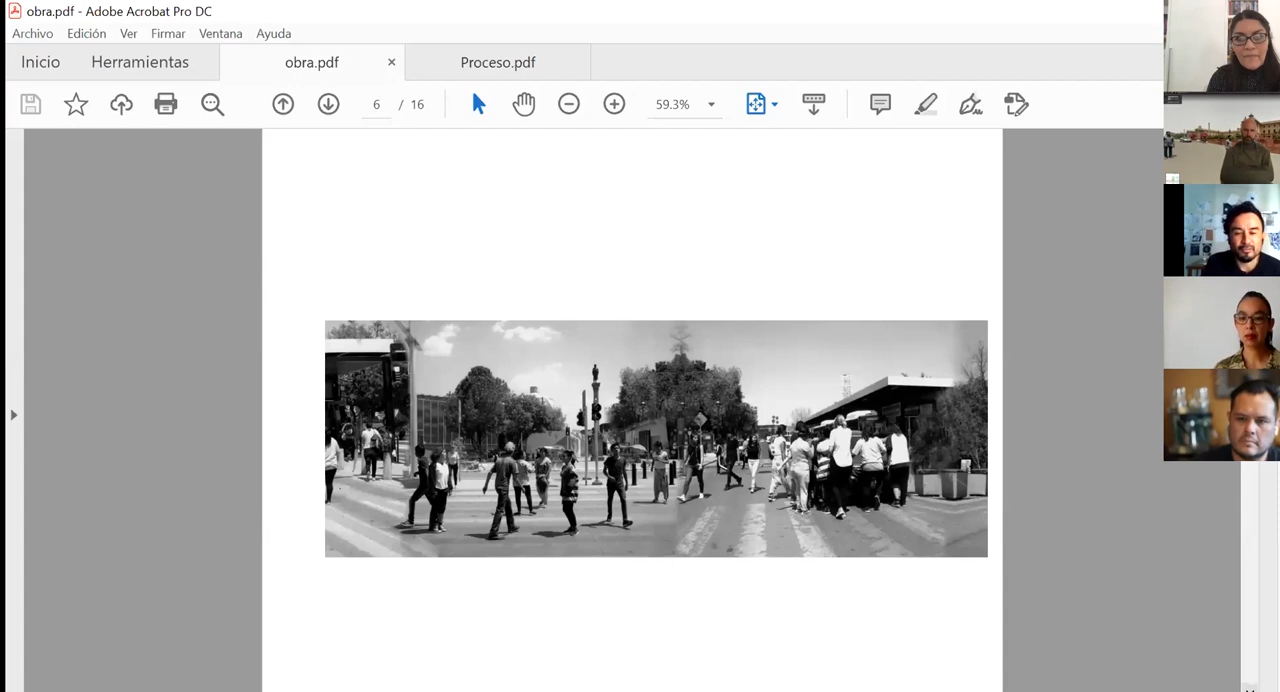 obra.pdf - Adobe Acrobat Pro DC
Archivo Edición Ver Firmar Ventana Ayuda
Inicio Herramientas obra.pdf × Proceso.pdf
6 / 16 59.3%